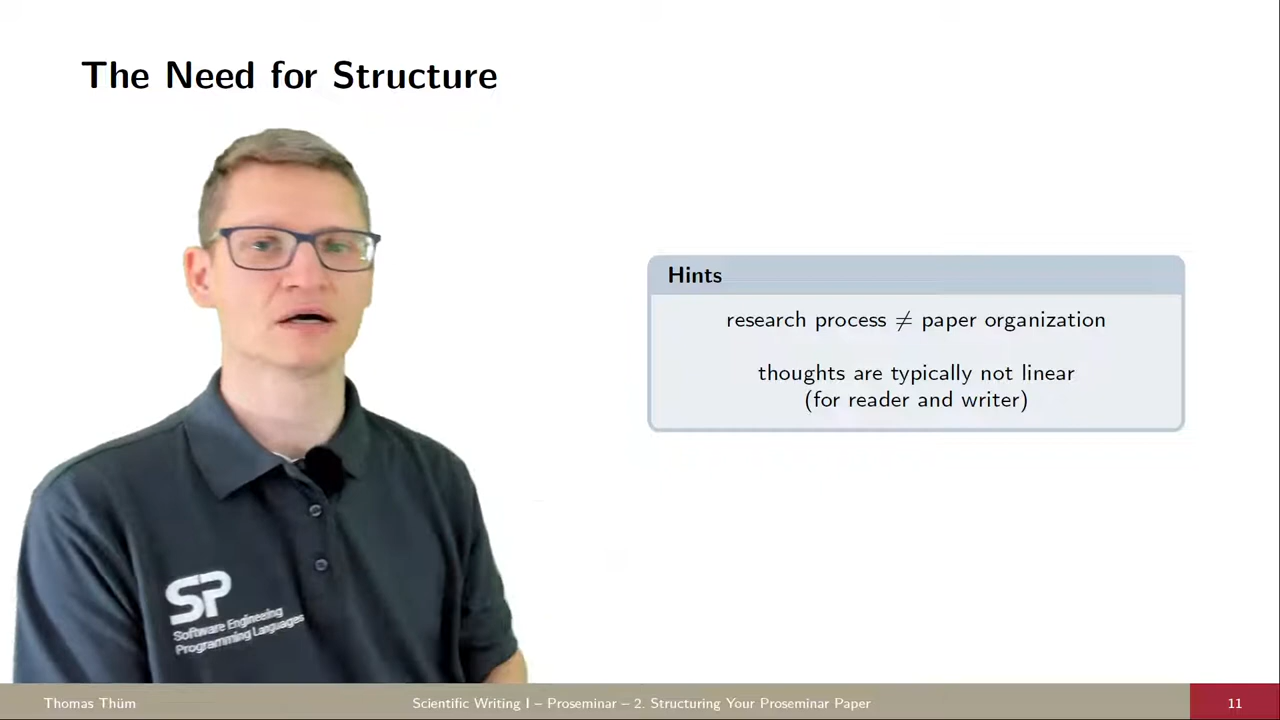 The Need for Structure
Hints
research process ≠ paper organization
thoughts are typically not linear
(for reader and writer)
SP
Software Engineering
Programming Languages
Thomas Thüm
Scientific Writing I – Proseminar – 2. Structuring Your Proseminar Paper
11